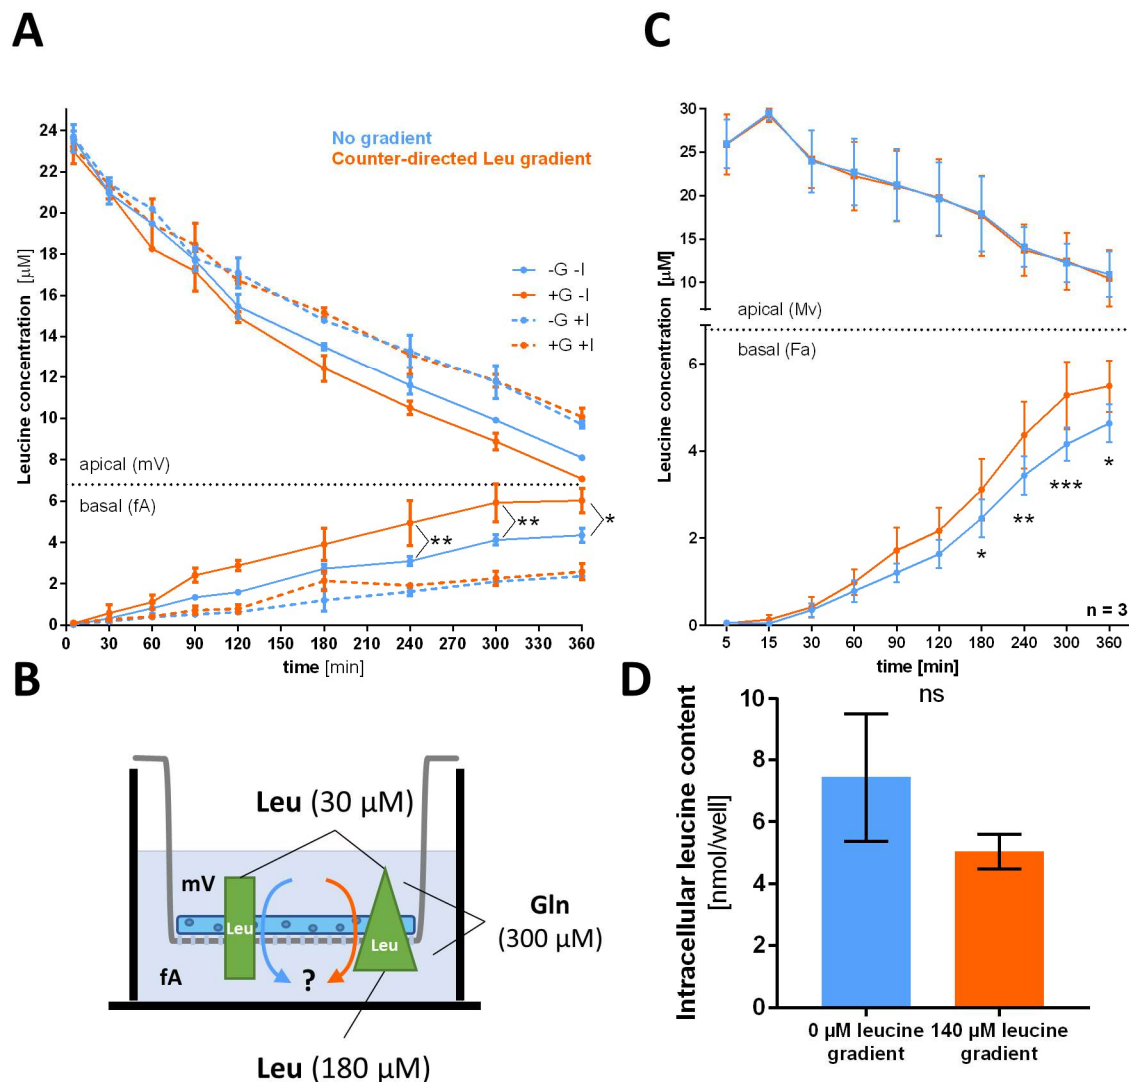 A
No gradient
Counter-directed Leu gradient
Leucine concentration [µM]
24
22
20
18
16
14
12
10
8
6
4
2
0
-G -I
+G -I
-G +I
+G +I
apical (mV)
basal (fA)
**
**
*
0 30 60 90 120 150 180 210 240 270 300 330 360
time [min]
C
Leucine concentration [µM]
30
25
20
15
10
6
4
2
0
apical (Mv)
basal (Fa)
*
**
***
*
n = 3
5 15 30 60 90 120 180 240 300 360
time [min]
B
Leu (30 µM)
mV
Leu
Leu
Gln
(300 µM)
fA
?
Leu (180 µM)
D
ns
Intracellular leucine content
[nmol/well]
10
8
6
4
2
0
0 µM leucine
gradient
140 µM leucine
gradient